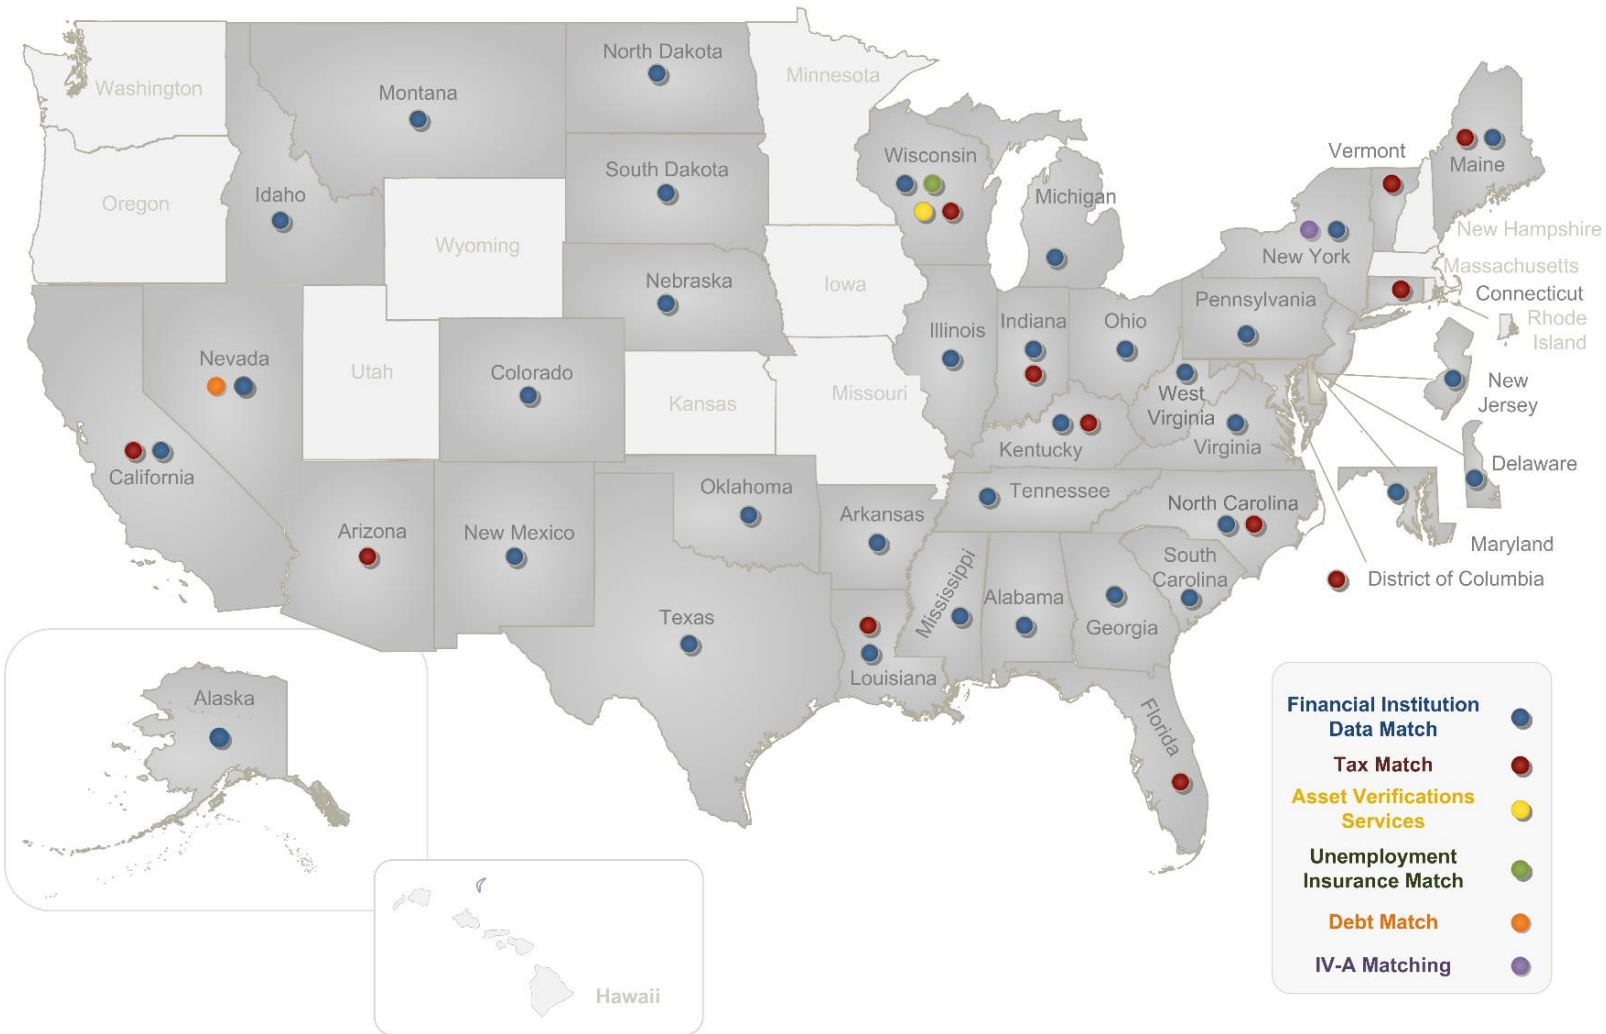 Washington
Montana
North Dakota
Minnesota
Oregon
Idaho
South Dakota
Wisconsin
Michigan
Vermont
Maine
Wyoming
Nebraska
Iowa
New York
New Hampshire
Massachusetts
Connecticut
Rhode
Island
Pennsylvania
Nevada
Utah
Colorado
Kansas
Missouri
Illinois
Indiana
Ohio
West
Virginia
Virginia
New
Jersey
California
Kentucky
Delaware
Maryland
District of Columbia
Arizona
New Mexico
Oklahoma
Arkansas
Tennessee
North Carolina
South
Carolina
Texas
Louisiana
Mississippi
Alabama
Georgia
Florida
Alaska
Hawaii
Financial Institution
Data Match
Tax Match
Asset Verifications
Services
Unemployment
Insurance Match
Debt Match
IV-A Matching